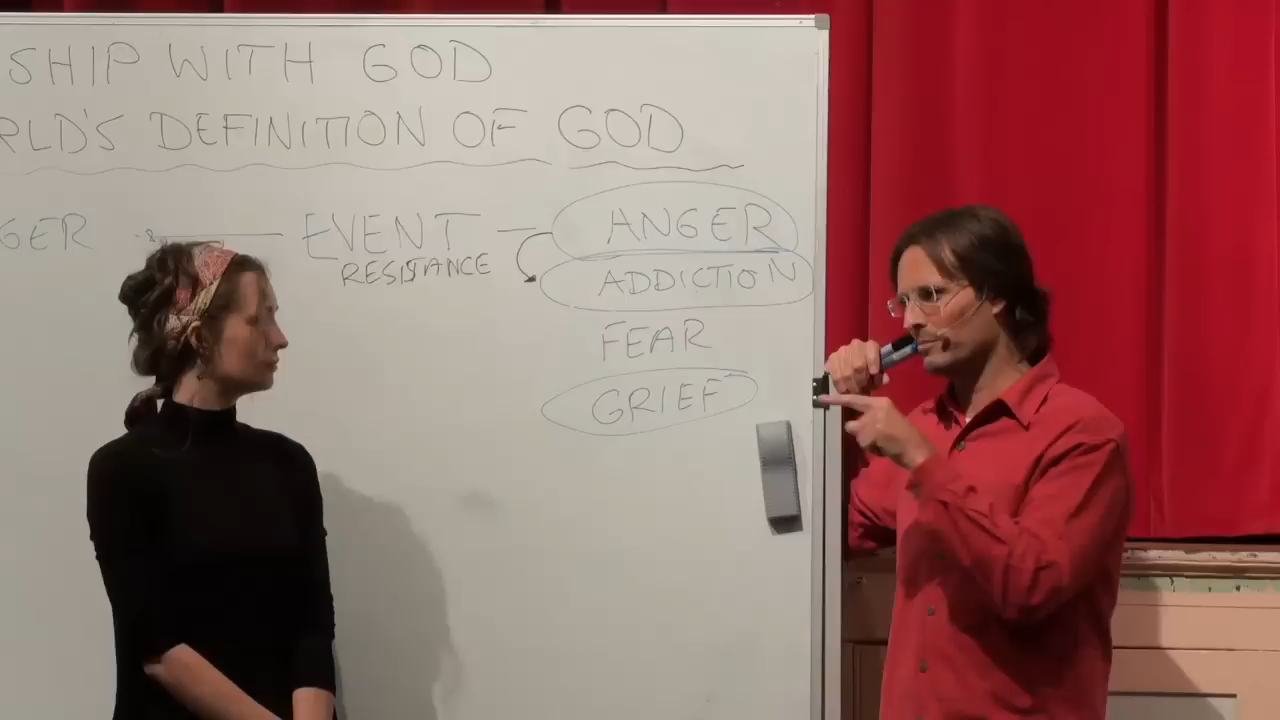 SHIP WITH GOD
RLD'S DEFINITION OF GOD
GER EVENT ANGER
RESISTANCE ADDICTION
FEAR
GRIEF